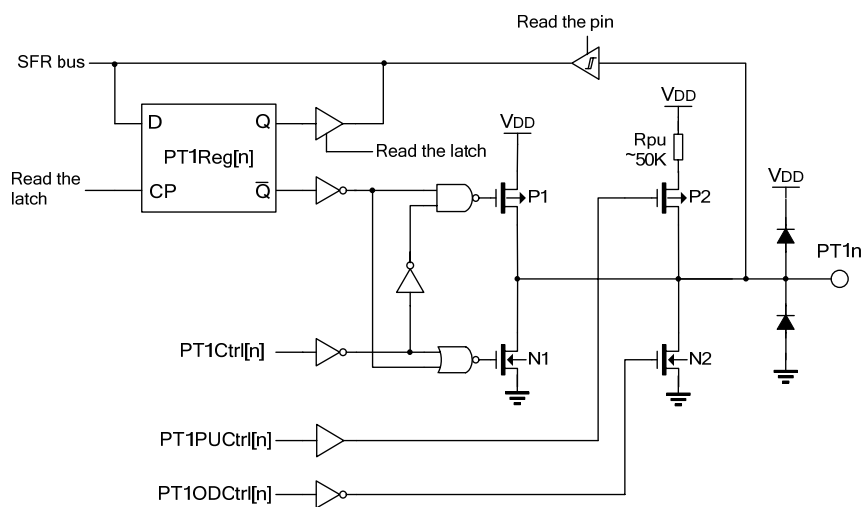 Read the pin
SFR bus
VDD
VDD
D
Q
Rpu
~50K
PT1Reg[n]
Read the latch
VDD
Read the
latch
CP
Q
P1
P2
PT1n
PT1Ctrl[n]
N1
N2
PT1PUCtrl[n]
PT1ODCtrl[n]